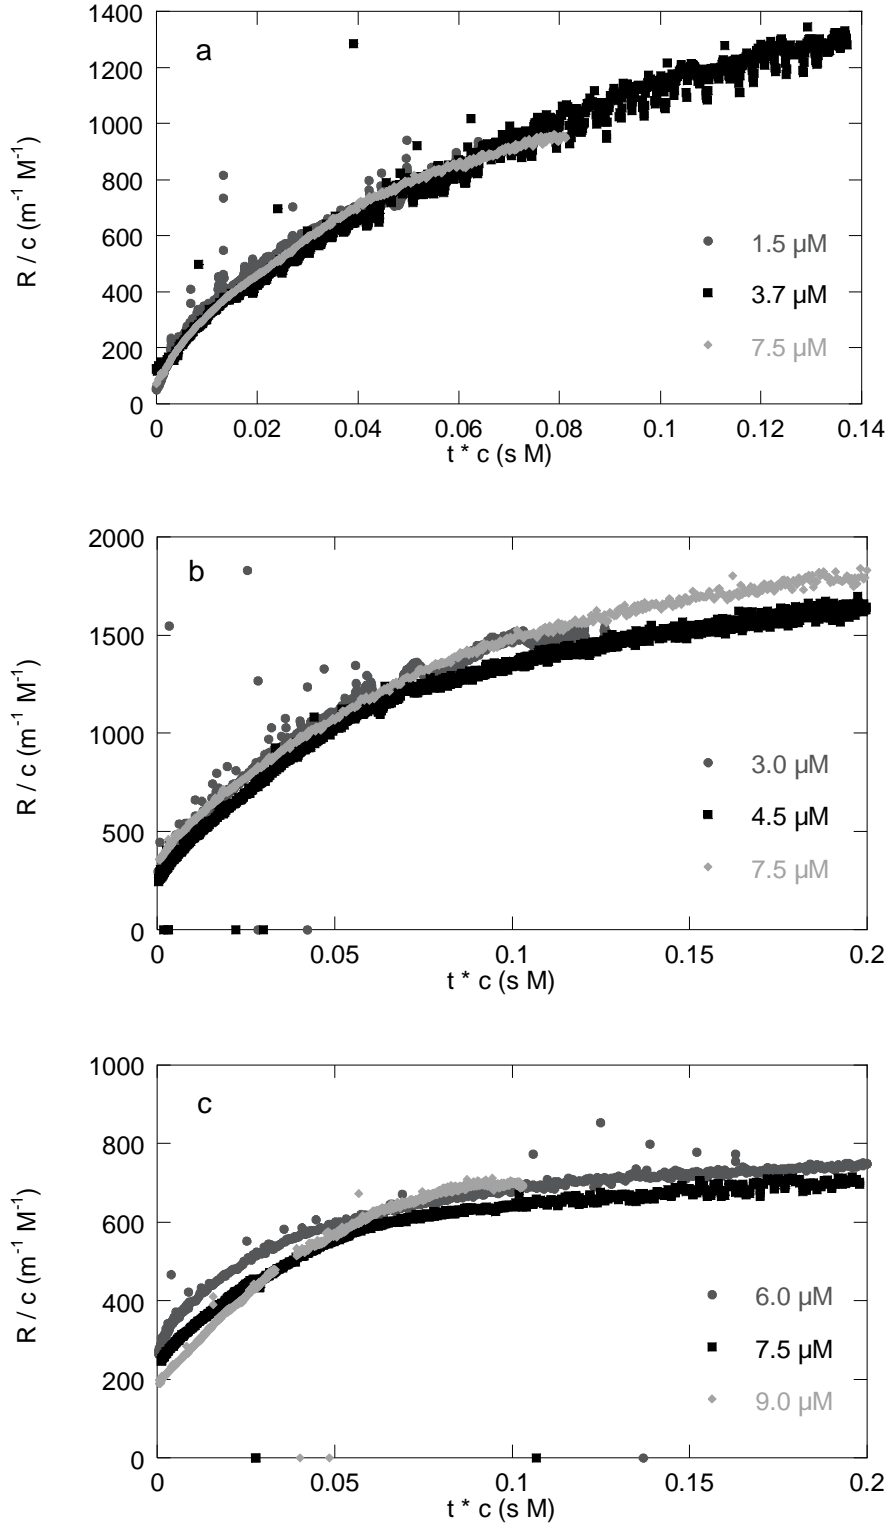 1400
1200
1000
800
600
400
200
0
a
R / c (m⁻¹ M⁻¹)
1.5 µM
3.7 µM
7.5 µM
0 0.02 0.04 0.06 0.08 0.1 0.12 0.14
t * c (s M)
2000
1500
1000
500
0
b
R / c (m⁻¹ M⁻¹)
3.0 µM
4.5 µM
7.5 µM
0 0.05 0.1 0.15 0.2
t * c (s M)
1000
800
600
400
200
0
c
R / c (m⁻¹ M⁻¹)
6.0 µM
7.5 µM
9.0 µM
0 0.05 0.1 0.15 0.2
t * c (s M)